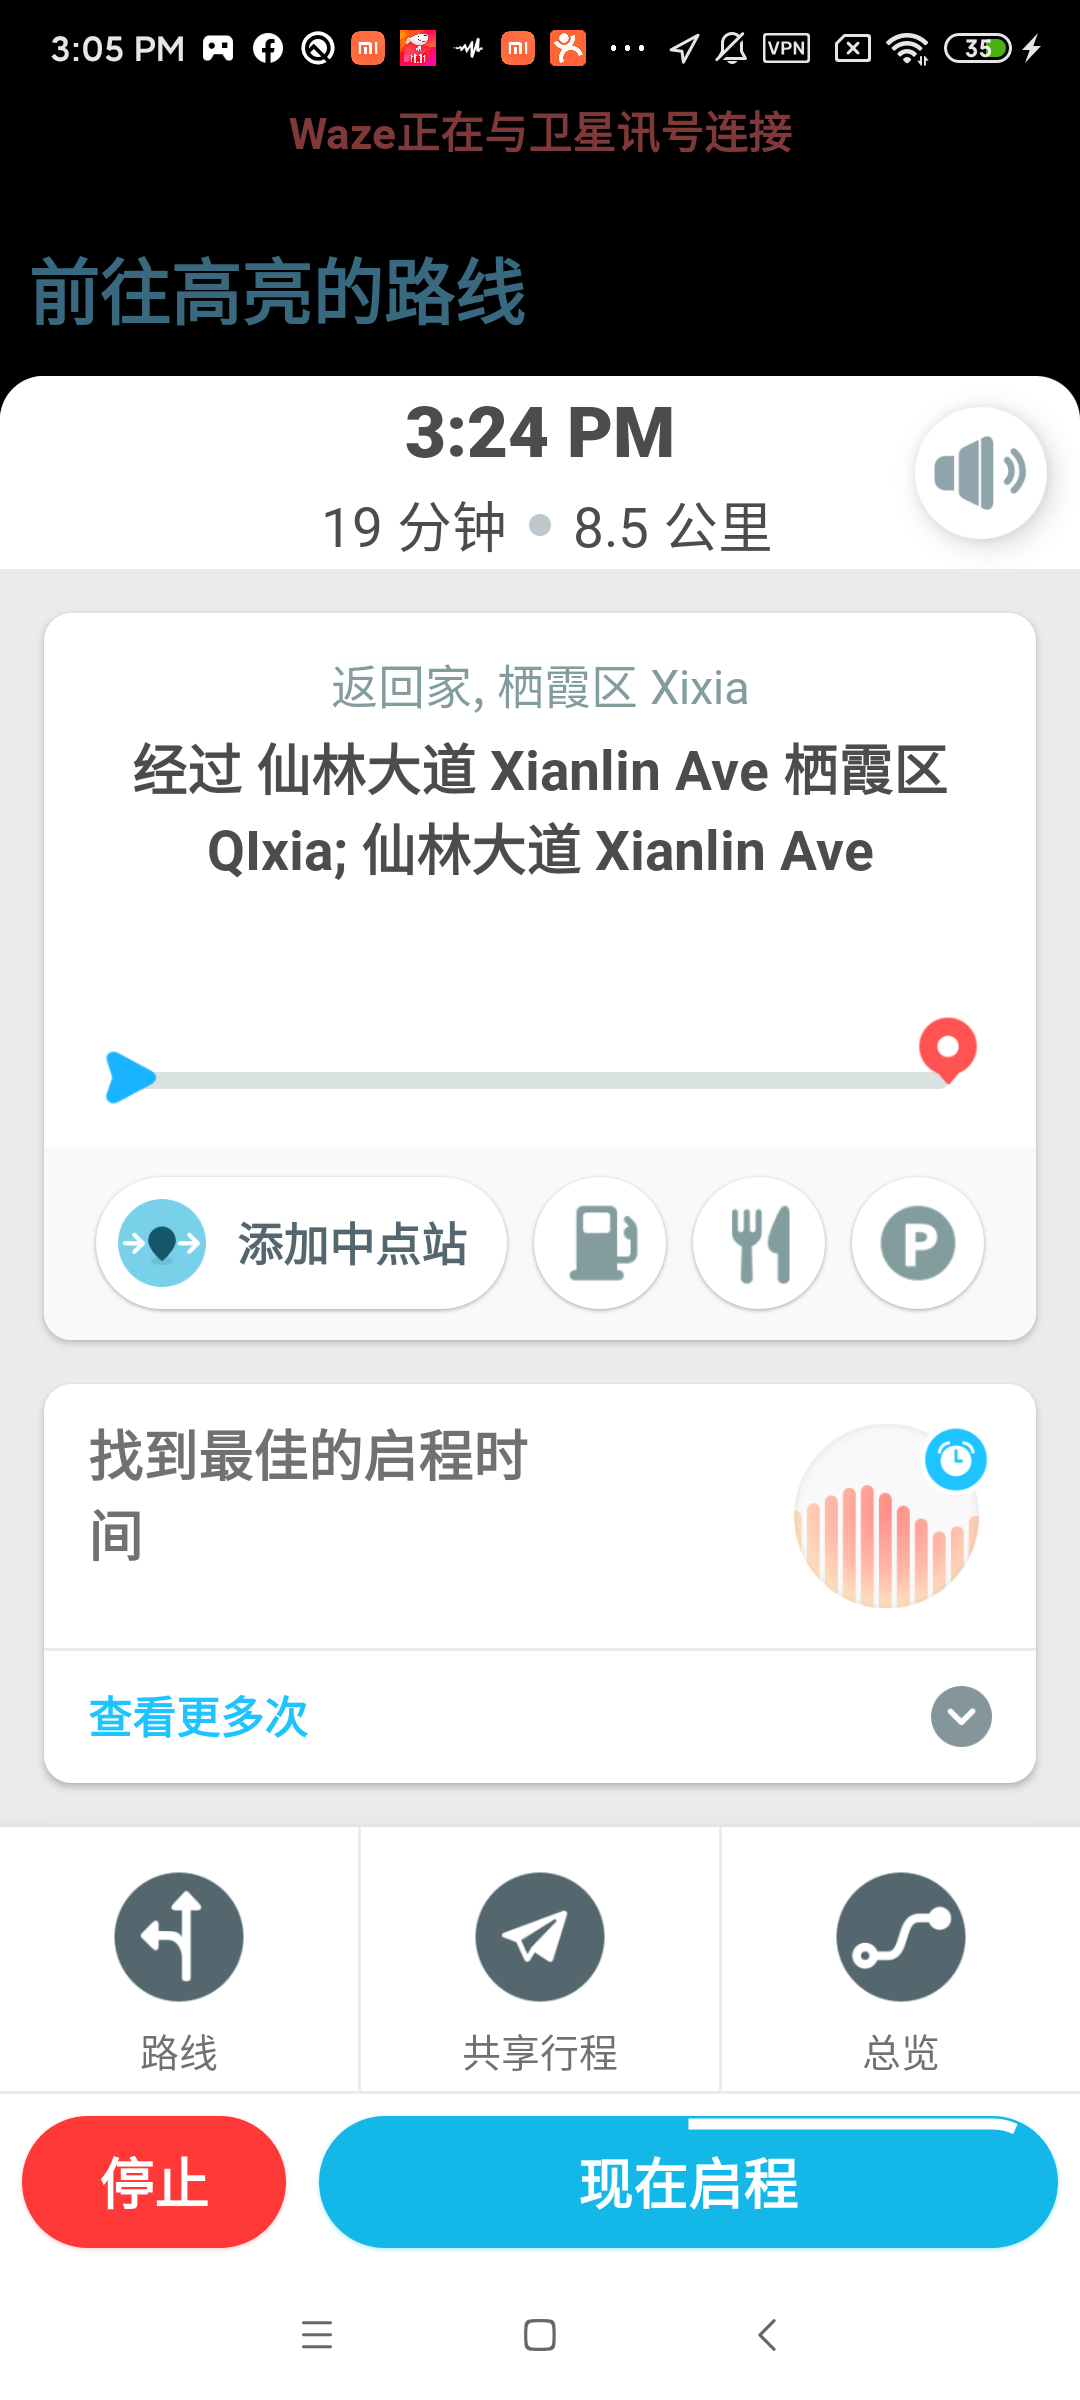 3:05 PM
VPN
35
Waze正在与卫星讯号连接
前往高亮的路线
3:24 PM
19 分钟 • 8.5 公里
返回家, 栖霞区 Xixia
经过 仙林大道 Xianlin Ave 栖霞区
QIxia; 仙林大道 Xianlin Ave
添加中点站
P
找到最佳的启程时
间
查看更多次
路线
共享行程
总览
停止
现在启程